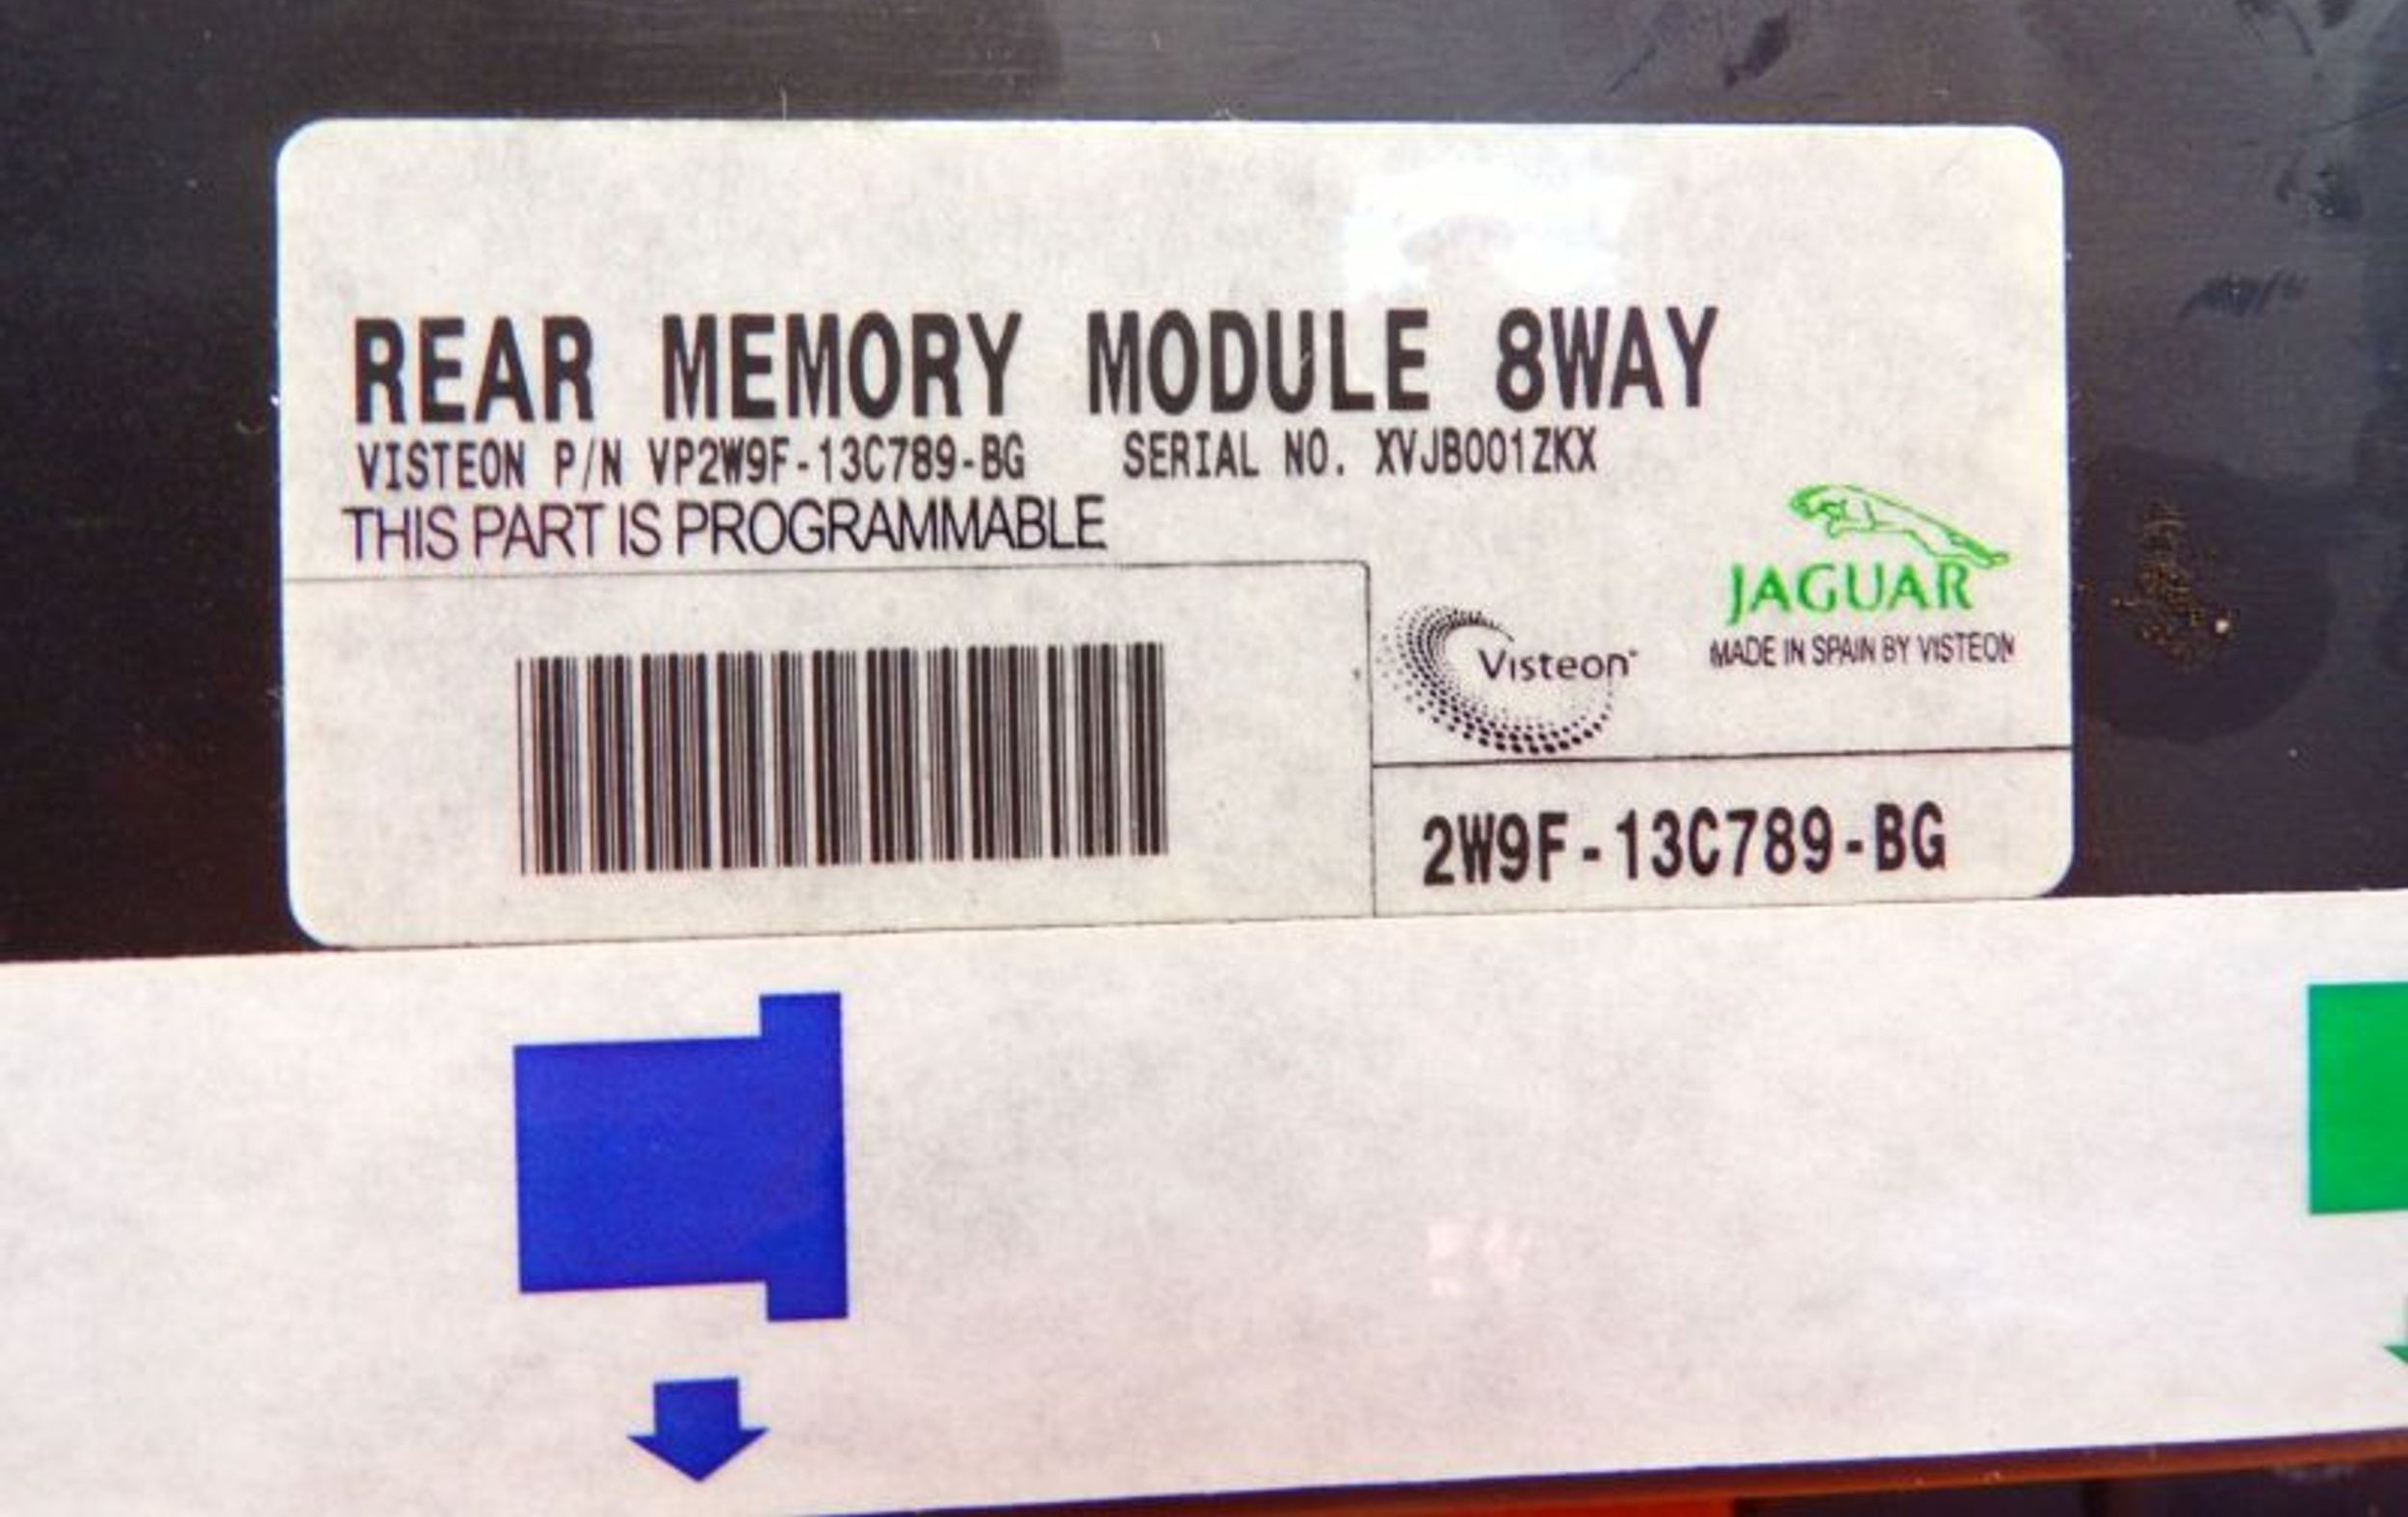 REAR MEMORY MODULE 8WAY
VISTEON P/N VP2W9F-13C789-BG SERIAL NO. XVJB001ZKX
THIS PART IS PROGRAMMABLE
JAGUAR
Visteon
MADE IN SPAIN BY VISTEON
2W9F-13C789-BG